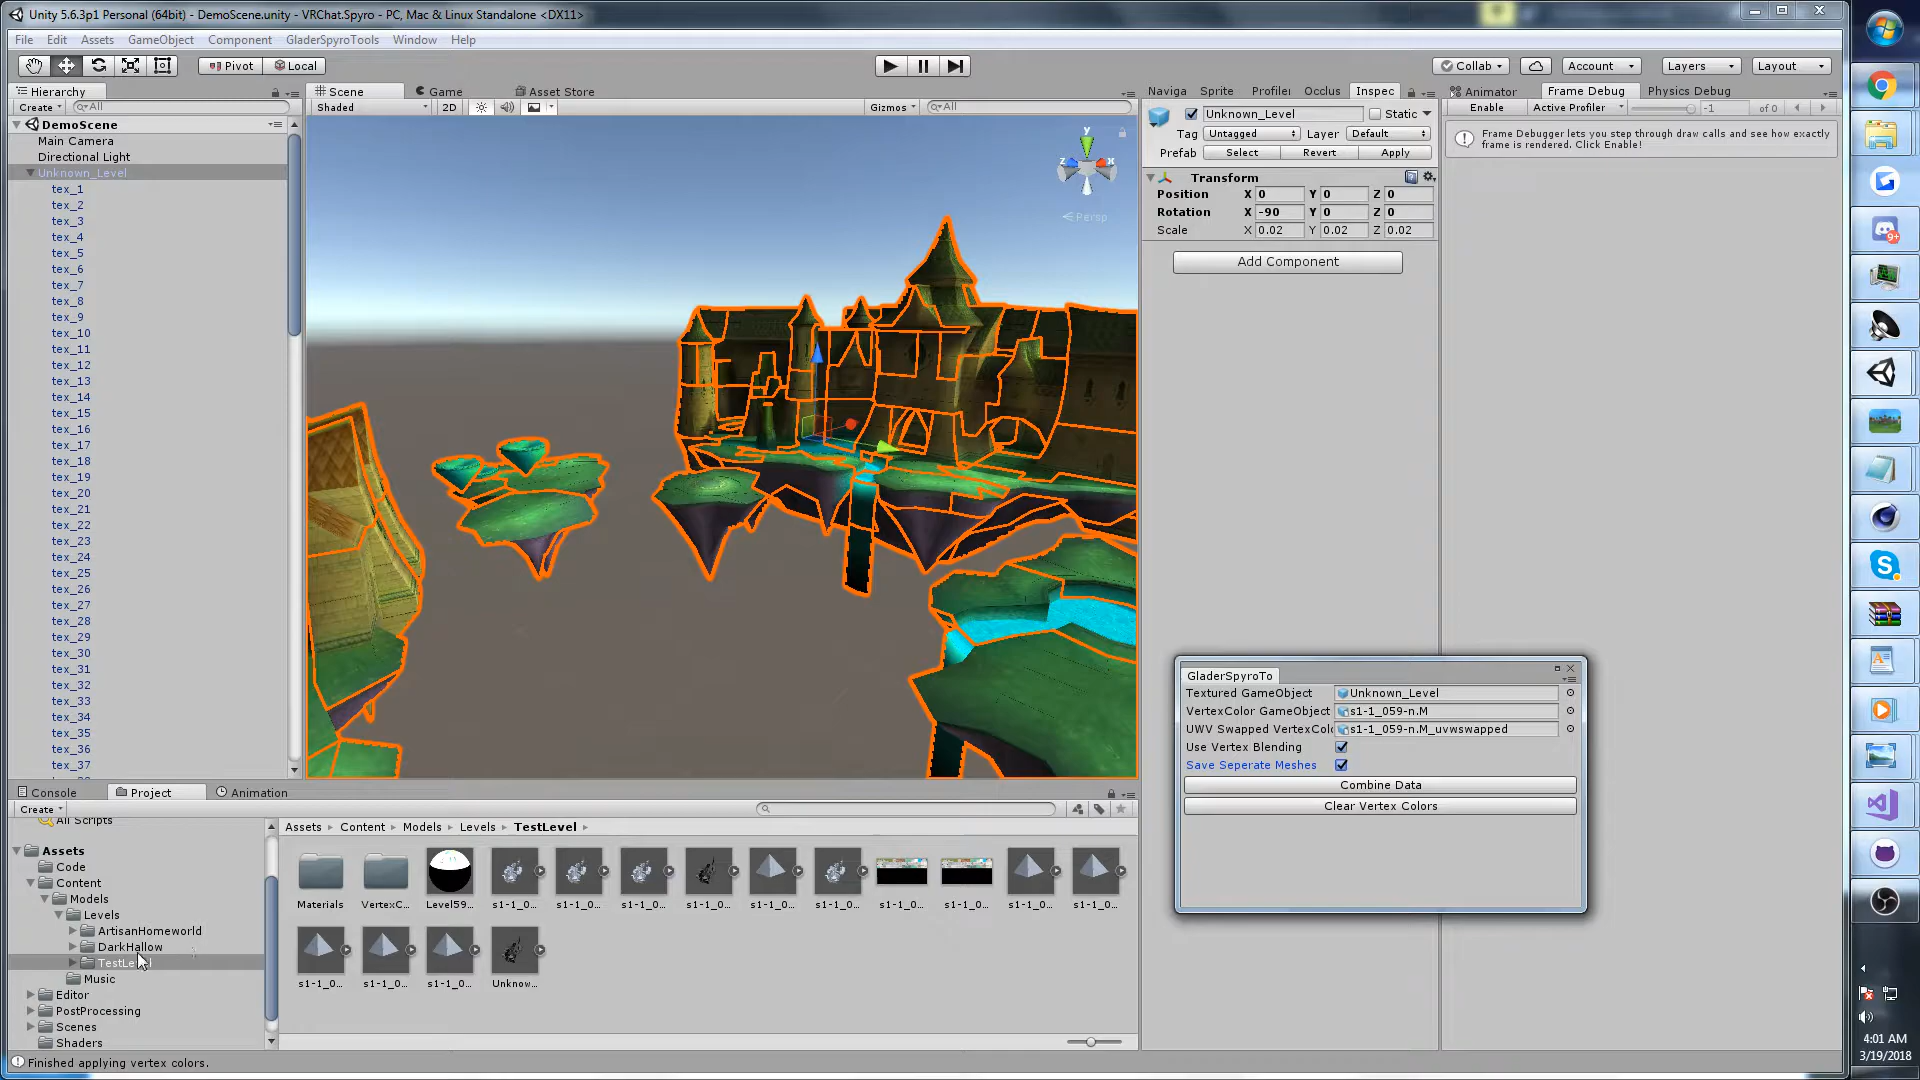 Unity 5.6.3p1 Personal (64bit) - DemoScene.unity - VRChat.Spyro - PC, Mac & Linux Standalone <DX11>
File Edit Assets GameObject Component GladerSpyroTools Window Help
Pivot Local Collab Account Layers Layout
Hierarchy
Create All
DemoScene
Main Camera
Directional Light
Unknown_Level
tex_1
tex_2
tex_3
tex_4
tex_5
tex_6
tex_7
tex_8
tex_9
tex_10
tex_11
tex_12
tex_13
tex_14
tex_15
tex_16
tex_17
tex_18
tex_19
tex_20
tex_21
tex_22
tex_23
tex_24
tex_25
tex_26
tex_27
tex_28
tex_29
tex_30
tex_31
tex_32
tex_33
tex_34
tex_35
tex_36
tex_37
Scene Game Asset Store
Shaded 2D Gizmos All
y
z x
Persp
Naviga Sprite Profiler Occlus Inspec
Unknown_Level Static
Tag Untagged Layer Default
Prefab Select Revert Apply
Transform
Position X 0 Y 0 Z 0
Rotation X -90 Y 0 Z 0
Scale X 0.02 Y 0.02 Z 0.02
Add Component
Animator Frame Debug Physics Debug
Enable Active Profiler -1 of 0
Frame Debugger lets you step through draw calls and see how exactly
frame is rendered. Click Enable!
GladerSpyroTo
Textured GameObject Unknown_Level
VertexColor GameObject s1-1_059-n.M
UWV Swapped VertexColo s1-1_059-n.M_uvwswapped
Use Vertex Blending
Save Seperate Meshes
Combine Data
Clear Vertex Colors
Console Project Animation
Create
All Scripts
Assets
Code
Content
Models
Levels
ArtisanHomeworld
DarkHallow
TestLevel
Music
Editor
PostProcessing
Scenes
Shaders
Assets Content Models Levels TestLevel
Materials VertexC... Level59... s1-1_0... s1-1_0... s1-1_0... s1-1_0... s1-1_0... s1-1_0... s1-1_0... s1-1_0... s1-1_0... s1-1_0...
s1-1_0... s1-1_0... s1-1_0... Unknow...
Finished applying vertex colors.
9+
4:01 AM
3/19/2018